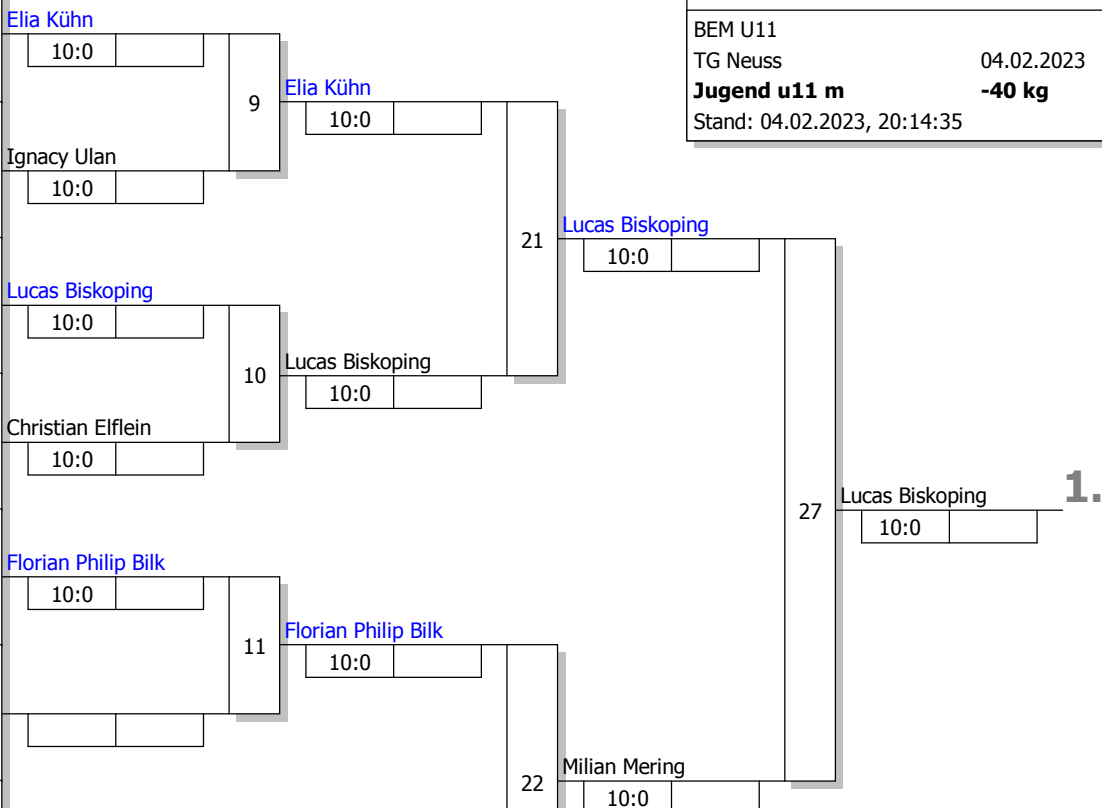 BEM U11
TG Neuss 04.02.2023
Jugend u11 m -40 kg
Stand: 04.02.2023, 20:14:35
Elia Kühn
10:0
9
Elia Kühn
10:0
Ignacy Ulan
10:0
21
Lucas Biskoping
10:0
Lucas Biskoping
10:0
10
Lucas Biskoping
10:0
Christian Elflein
10:0
27
Lucas Biskoping 1.
10:0
Florian Philip Bilk
10:0
11
Florian Philip Bilk
10:0
22
Milian Mering
10:0